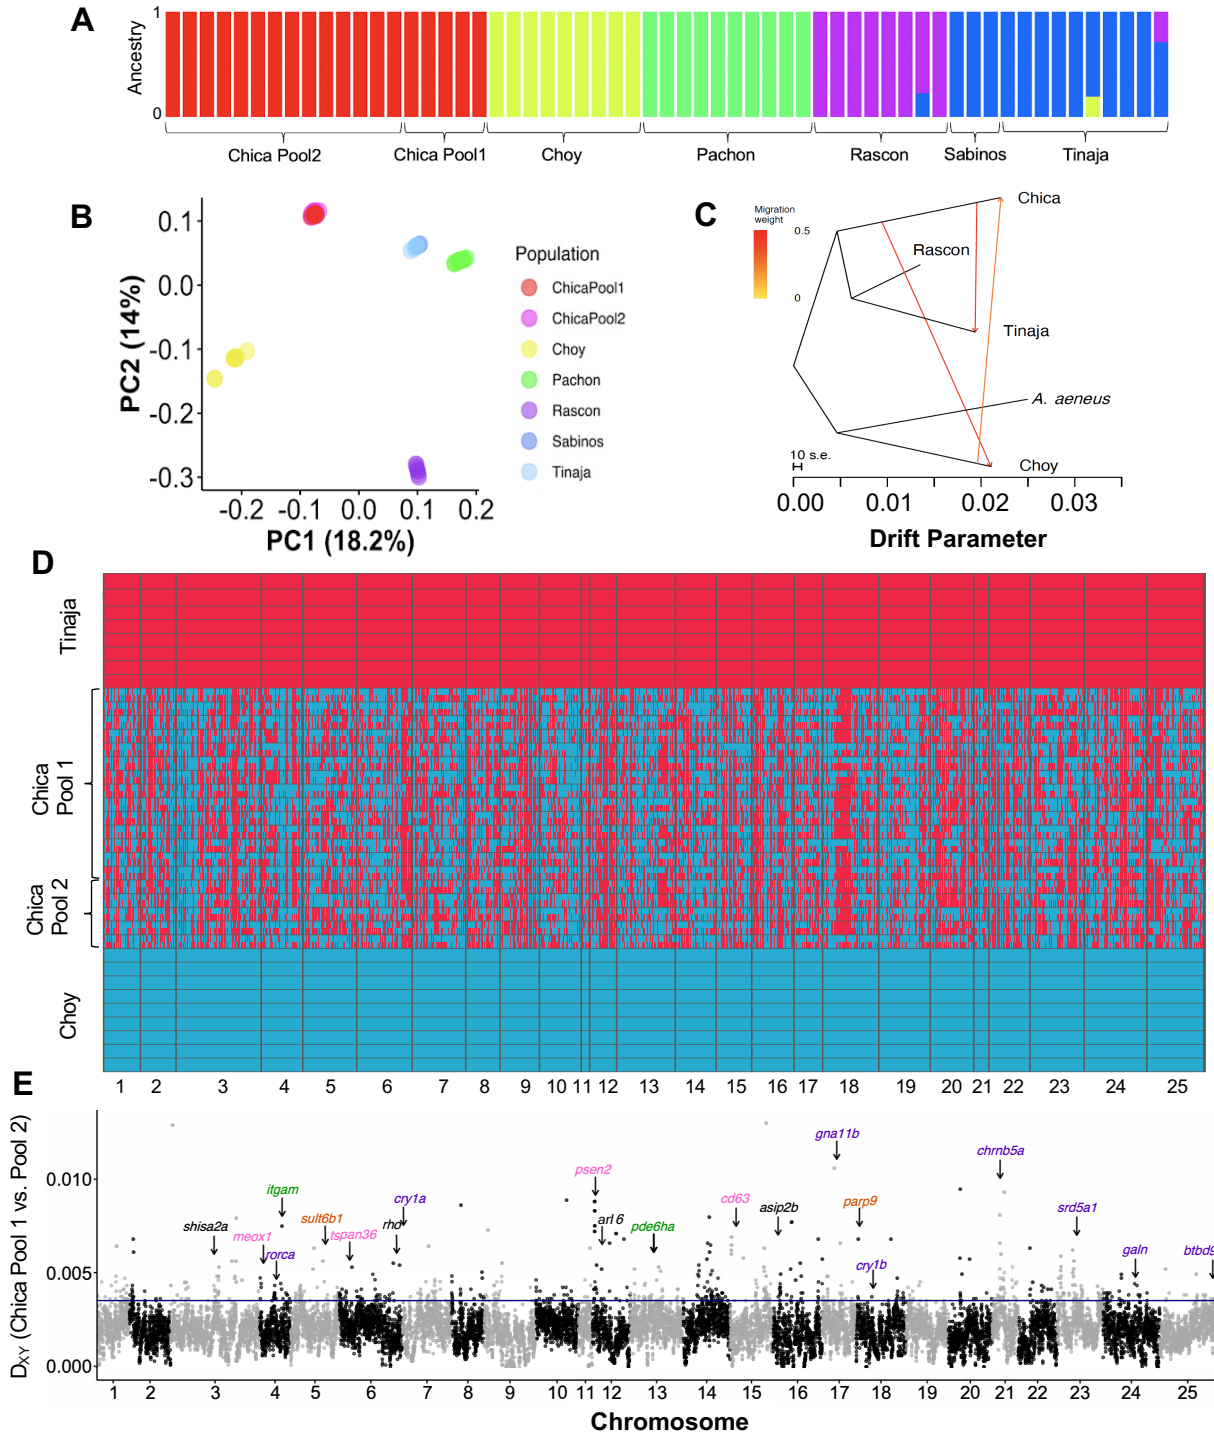 A
Ancestry
1
0
Chica Pool2
Chica Pool1
Choy
Pachon
Rascon
Sabinos
Tinaja
B
PC2 (14%)
0.1
0.0
-0.1
-0.2
-0.3
-0.2 -0.1 0.0 0.1 0.2
PC1 (18.2%)
Population
ChicaPool1
ChicaPool2
Choy
Pachon
Rascon
Sabinos
Tinaja
C
Migration
weight
0.5
0
Chica
Rascon
Tinaja
A. aeneus
Choy
10 s.e.
0.00 0.01 0.02 0.03
Drift Parameter
D
Tinaja
Chica
Pool 1
Chica
Pool 2
Choy
1 2 3 4 5 6 7 8 9 10 11 12 13 14 15 16 17 18 19 20 21 22 23 24 25
E
DXY (Chica Pool 1 vs. Pool 2)
0.010
0.005
0.000
shisa2a
meox1
itgam
rorca
sult6b1
tspan36
rho
cry1a
psen2
arl 6
pde6ha
cd63
asip2b
gna11b
parp9
cry1b
chrnb5a
srd5a1
galn
btbd9
1 2 3 4 5 6 7 8 9 10 11 12 13 14 15 16 17 18 19 20 21 22 23 24 25
Chromosome